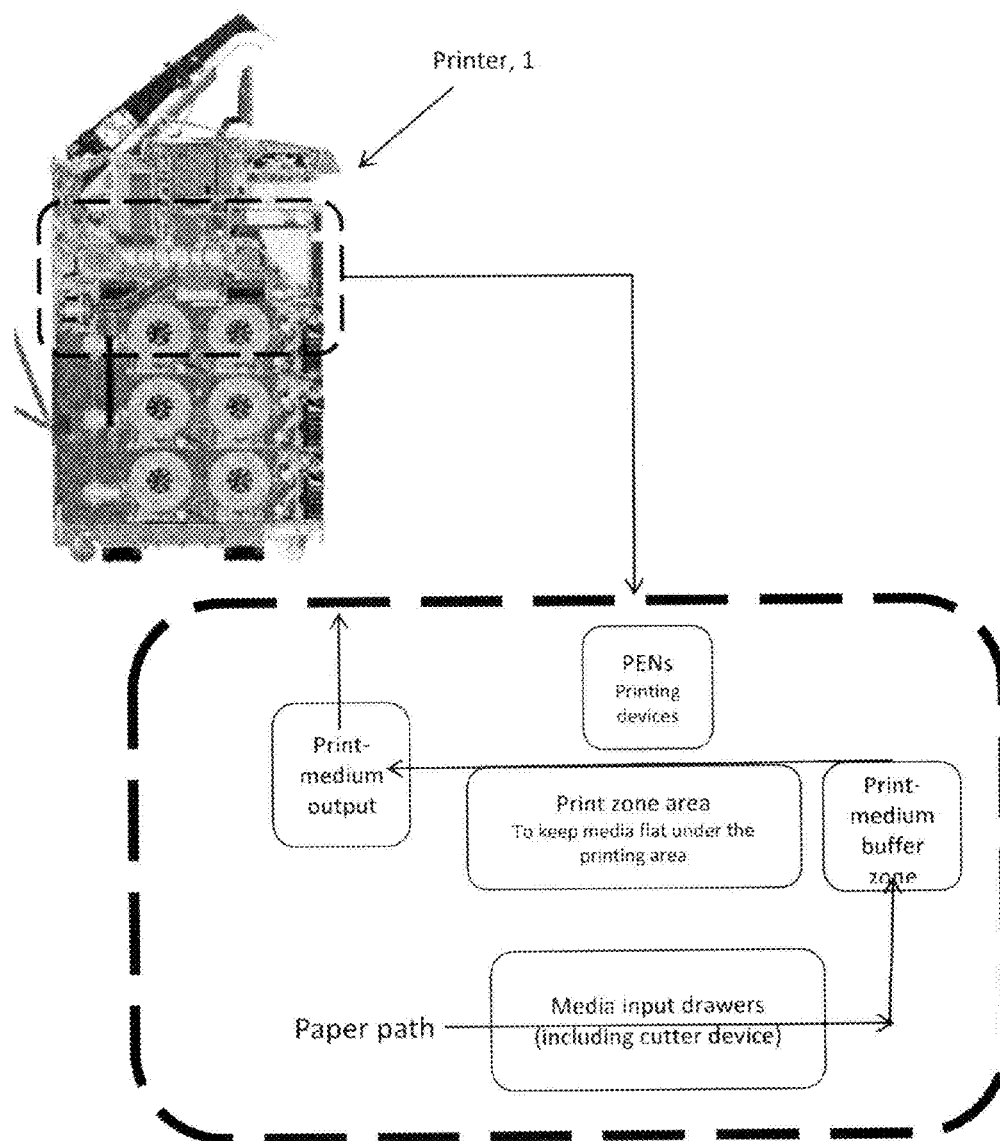 Printer, 1
PENs
Printing
devices
Print-
medium
output
Print zone area
To keep media flat under the
printing area
Print-
medium
buffer
zone
Media input drawers
(including cutter device)
Paper path